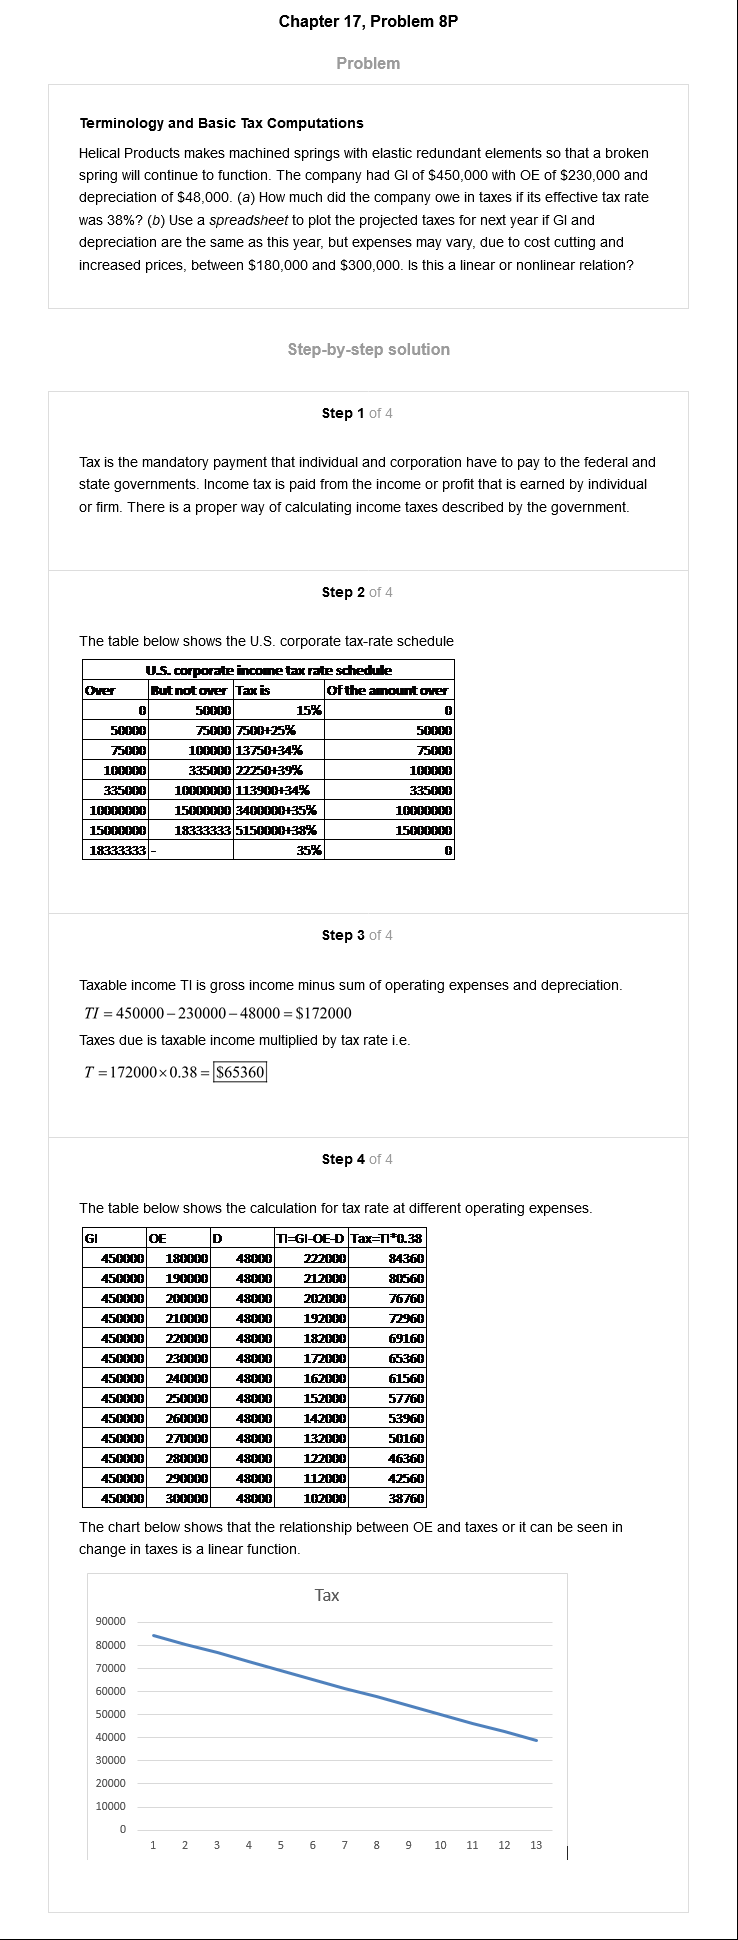 Chapter 17, Problem 8P
Problem
Terminology and Basic Tax Computations
Helical Products makes machined springs with elastic redundant elements so that a broken
spring will continue to function. The company had GI of $450,000 with OE of $230,000 and
depreciation of $48,000. (a) How much did the company owe in taxes if its effective tax rate
was 38%? (b) Use a spreadsheet to plot the projected taxes for next year if GI and
depreciation are the same as this year, but expenses may vary, due to cost cutting and
increased prices, between $180,000 and $300,000. Is this a linear or nonlinear relation?
Step-by-step solution
Step 1 of 4
Tax is the mandatory payment that individual and corporation have to pay to the federal and
state governments. Income tax is paid from the income or profit that is earned by individual
or firm. There is a proper way of calculating income taxes described by the government.
Step 2 of 4
The table below shows the U.S. corporate tax-rate schedule
U.S. corporate income tax rate schedule
Over But not over Tax is Of the amount over
0 50000 15% 0
50000 75000 7500+25% 50000
75000 100000 13750+34% 75000
100000 335000 22250+39% 100000
335000 10000000 113900+34% 335000
10000000 15000000 3400000+35% 10000000
15000000 18333333 5150000+38% 15000000
18333333 - 35% 0
Step 3 of 4
Taxable income TI is gross income minus sum of operating expenses and depreciation.
TI = 450000 – 230000 – 48000 = $172000
Taxes due is taxable income multiplied by tax rate i.e.
T = 172000 × 0.38 = $65360
Step 4 of 4
The table below shows the calculation for tax rate at different operating expenses.
GI OE D TI=GI-OE-D Tax=TI*0.38
450000 180000 48000 222000 84360
450000 190000 48000 212000 80560
450000 200000 48000 202000 76760
450000 210000 48000 192000 72960
450000 220000 48000 182000 69160
450000 230000 48000 172000 65360
450000 240000 48000 162000 61560
450000 250000 48000 152000 57760
450000 260000 48000 142000 53960
450000 270000 48000 132000 50160
450000 280000 48000 122000 46360
450000 290000 48000 112000 42560
450000 300000 48000 102000 38760
The chart below shows that the relationship between OE and taxes or it can be seen in
change in taxes is a linear function.
Tax
90000
80000
70000
60000
50000
40000
30000
20000
10000
0
1 2 3 4 5 6 7 8 9 10 11 12 13